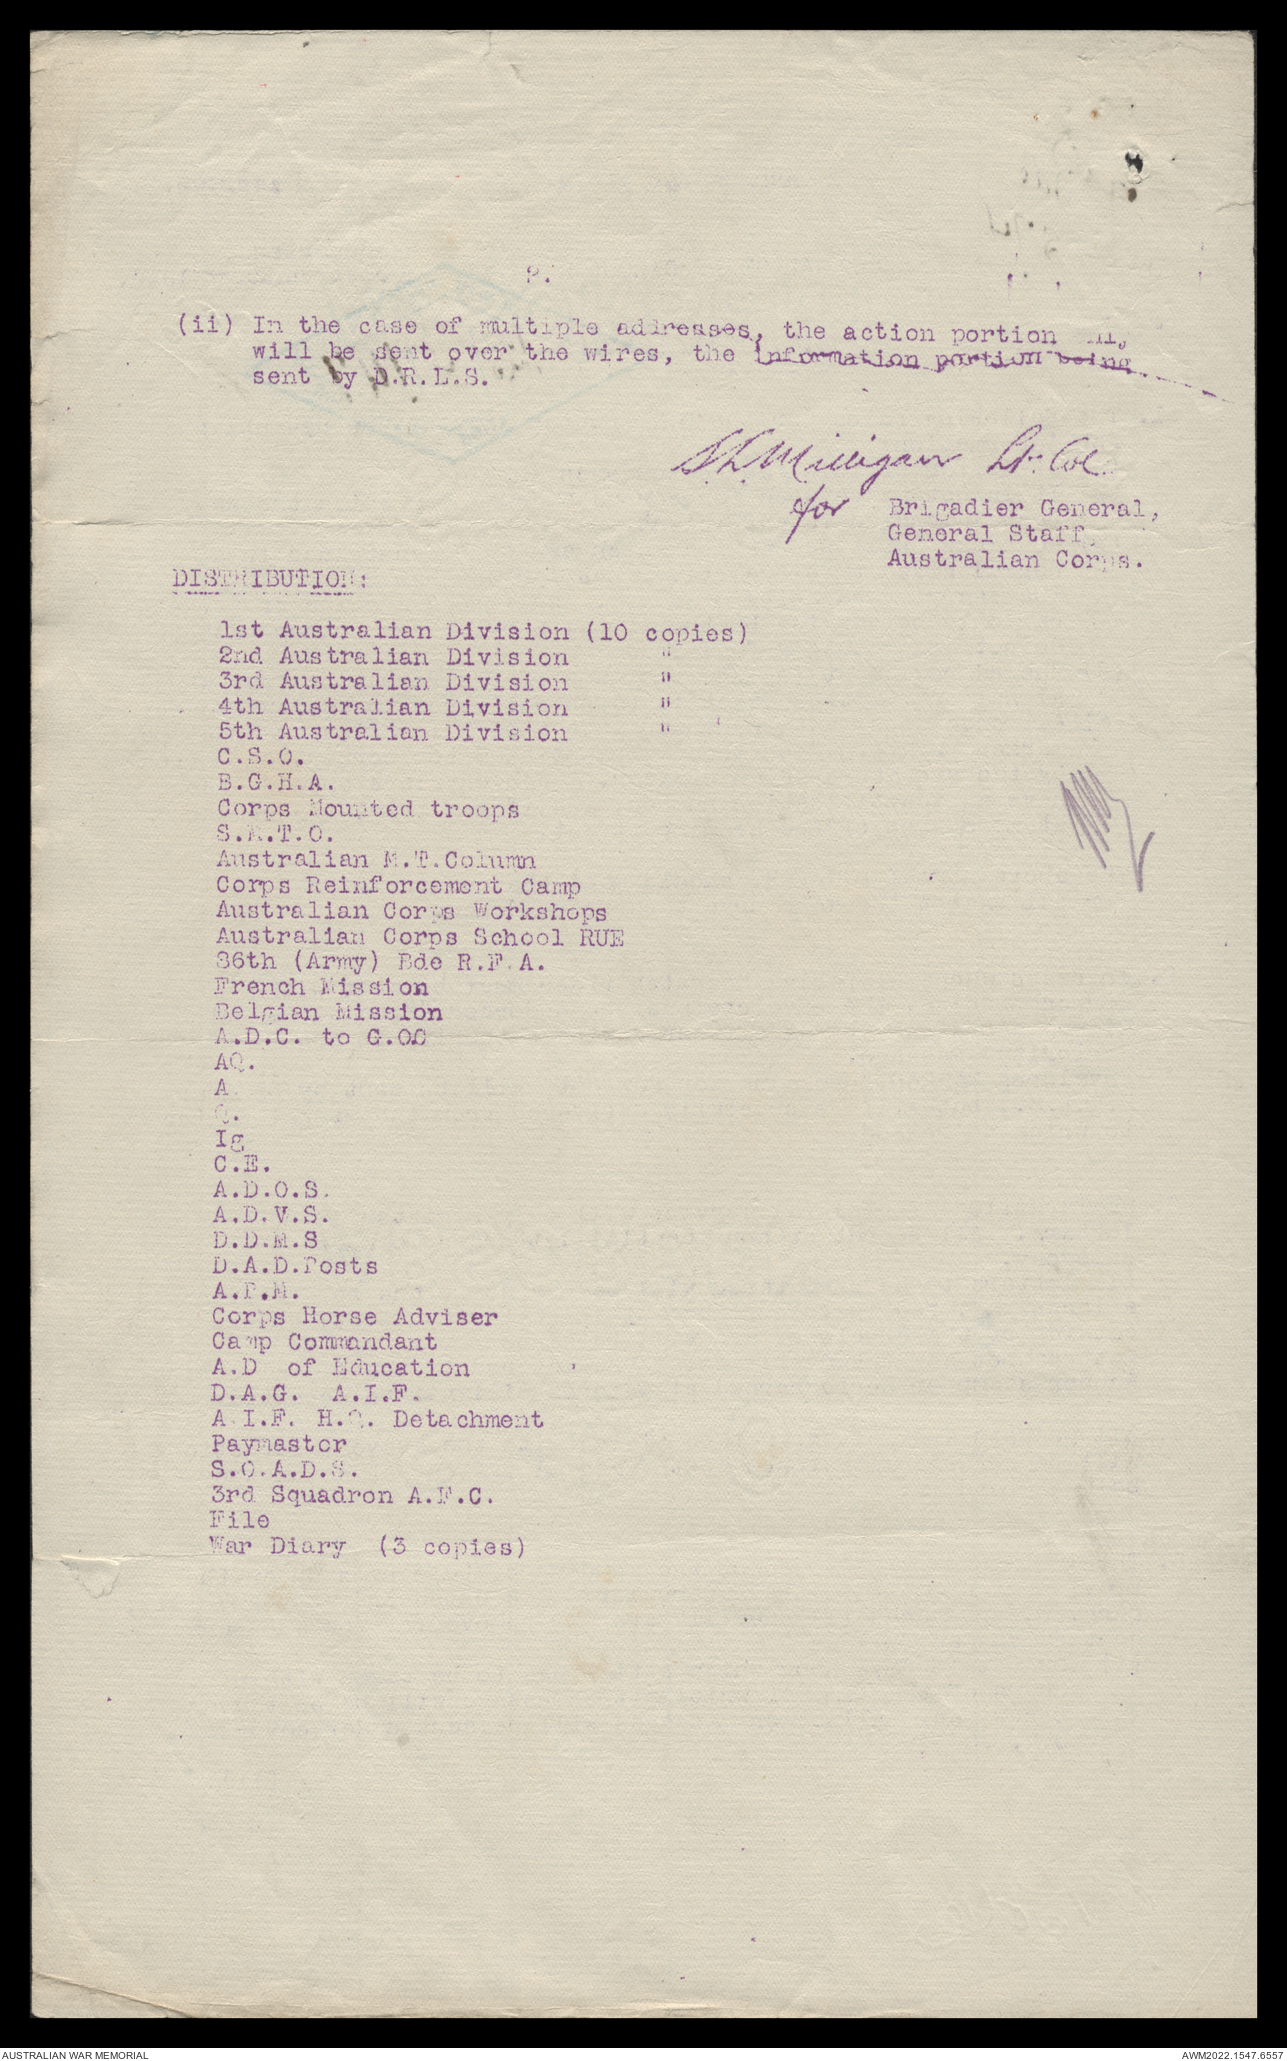 2.
(ii) In the case of multiple addresses, the action portion
will be sent over the wires, the information portion being
sent by D.R.L.S.
S L Milligan Lt. Col
for Brigadier General,
General Staff,
Australian Corps.
DISTRIBUTION:
1st Australian Division (10 copies)
2nd Australian Division "
3rd Australian Division "
4th Australian Division "
5th Australian Division "
C.S.O.
B.G.H.A.
Corps Mounted troops
S.M.T.O.
Australian M.T.Column
Corps Reinforcement Camp
Australian Corps Workshops
Australian Corps School RUE
86th (Army) Bde R.F.A.
French Mission
Belgian Mission
A.D.C. to G.OC
AQ.
A
Q.
Ig
C.E.
A.D.O.S.
A.D.V.S.
D.D.M.S
D.A.D.Posts
A.P.M.
Corps Horse Adviser
Camp Commandant
A.D of Education
D.A.G. A.I.F.
A.I.F. H.Q. Detachment
Paymaster
S.O.A.D.S.
3rd Squadron A.F.C.
File
War Diary (3 copies)
AUSTRALIAN WAR MEMORIAL
AWM2022.1547.6557